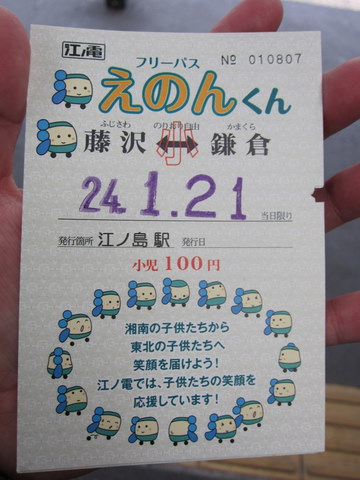 江ノ電
フリーパス
№ 010807
えのんくん
ふじさわ のりおり自由 かまくら
藤沢 小 鎌倉
24.1.21
当日限り
発行箇所 江ノ島駅 発行日
小児100円
湘南の子供たちから
東北の子供たちへ
笑顔を届けよう！
江ノ電では、子供たちの笑顔を
応援しています！